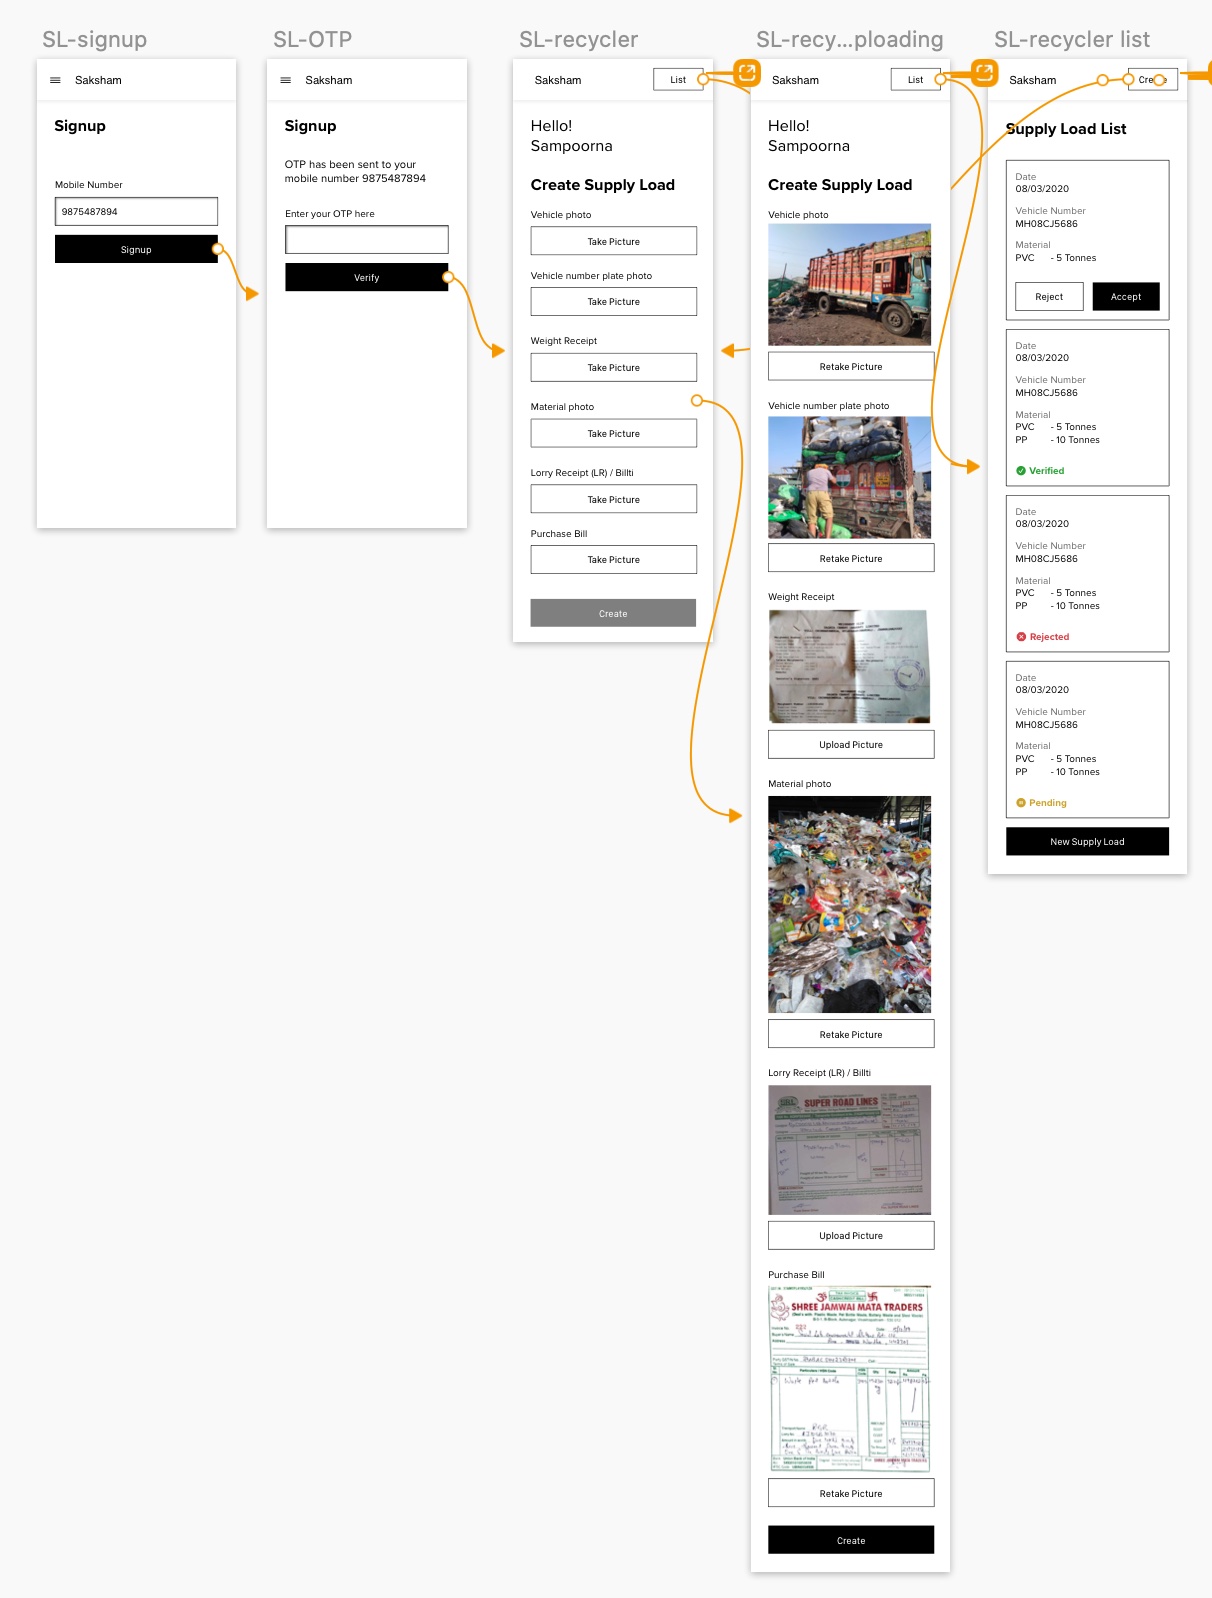 SL-signup
Saksham
Signup
Mobile Number
9875487894
Signup
SL-OTP
Saksham
Signup
OTP has been sent to your
mobile number 9875487894
Enter your OTP here
Verify
SL-recycler
Saksham
List
Hello!
Sampoorna
Create Supply Load
Vehicle photo
Take Picture
Vehicle number plate photo
Take Picture
Weight Receipt
Take Picture
Material photo
Take Picture
Lorry Receipt (LR) / Billti
Take Picture
Purchase Bill
Take Picture
Create
SL-recy...ploading
Saksham
List
Hello!
Sampoorna
Create Supply Load
Vehicle photo
Retake Picture
Vehicle number plate photo
Retake Picture
Weight Receipt
Upload Picture
Material photo
Retake Picture
Lorry Receipt (LR) / Billti
SUPER ROAD LINES
Upload Picture
Purchase Bill
SHREE JAMWAI MATA TRADERS
Retake Picture
Create
SL-recycler list
Saksham
Create
Supply Load List
Date
08/03/2020
Vehicle Number
MH08CJ5686
Material
PVC - 5 Tonnes
Reject
Accept
Date
08/03/2020
Vehicle Number
MH08CJ5686
Material
PVC - 5 Tonnes
PP - 10 Tonnes
Verified
Date
08/03/2020
Vehicle Number
MH08CJ5686
Material
PVC - 5 Tonnes
PP - 10 Tonnes
Rejected
Date
08/03/2020
Vehicle Number
MH08CJ5686
Material
PVC - 5 Tonnes
PP - 10 Tonnes
Pending
New Supply Load